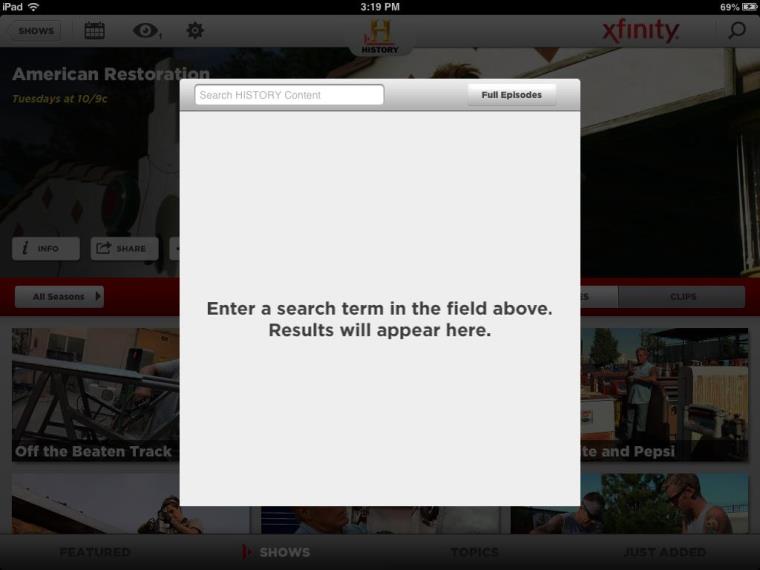 iPad
3:19 PM
69%
SHOWS
1
H
HISTORY
xfinity
American Restoration
Tuesdays at 10/9c
Search HISTORY Content
Full Episodes
INFO
SHARE
All Seasons
CLIPS
Enter a search term in the field above.
Results will appear here.
Off the Beaten Track
and Pepsi
FEATURED
SHOWS
TOPICS
JUST ADDED